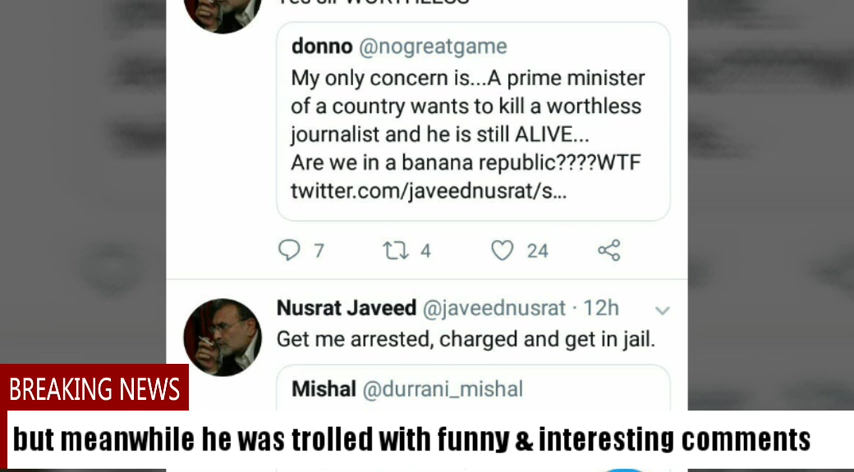 Yes sir WORTHLESS
donno @nogreatgame
My only concern is...A prime minister
of a country wants to kill a worthless
journalist and he is still ALIVE...
Are we in a banana republic????WTF
twitter.com/javeednusrat/s...
7 4 24
Nusrat Javeed @javeednusrat · 12h
Get me arrested, charged and get in jail.
Mishal @durrani_mishal
BREAKING NEWS
but meanwhile he was trolled with funny & interesting comments